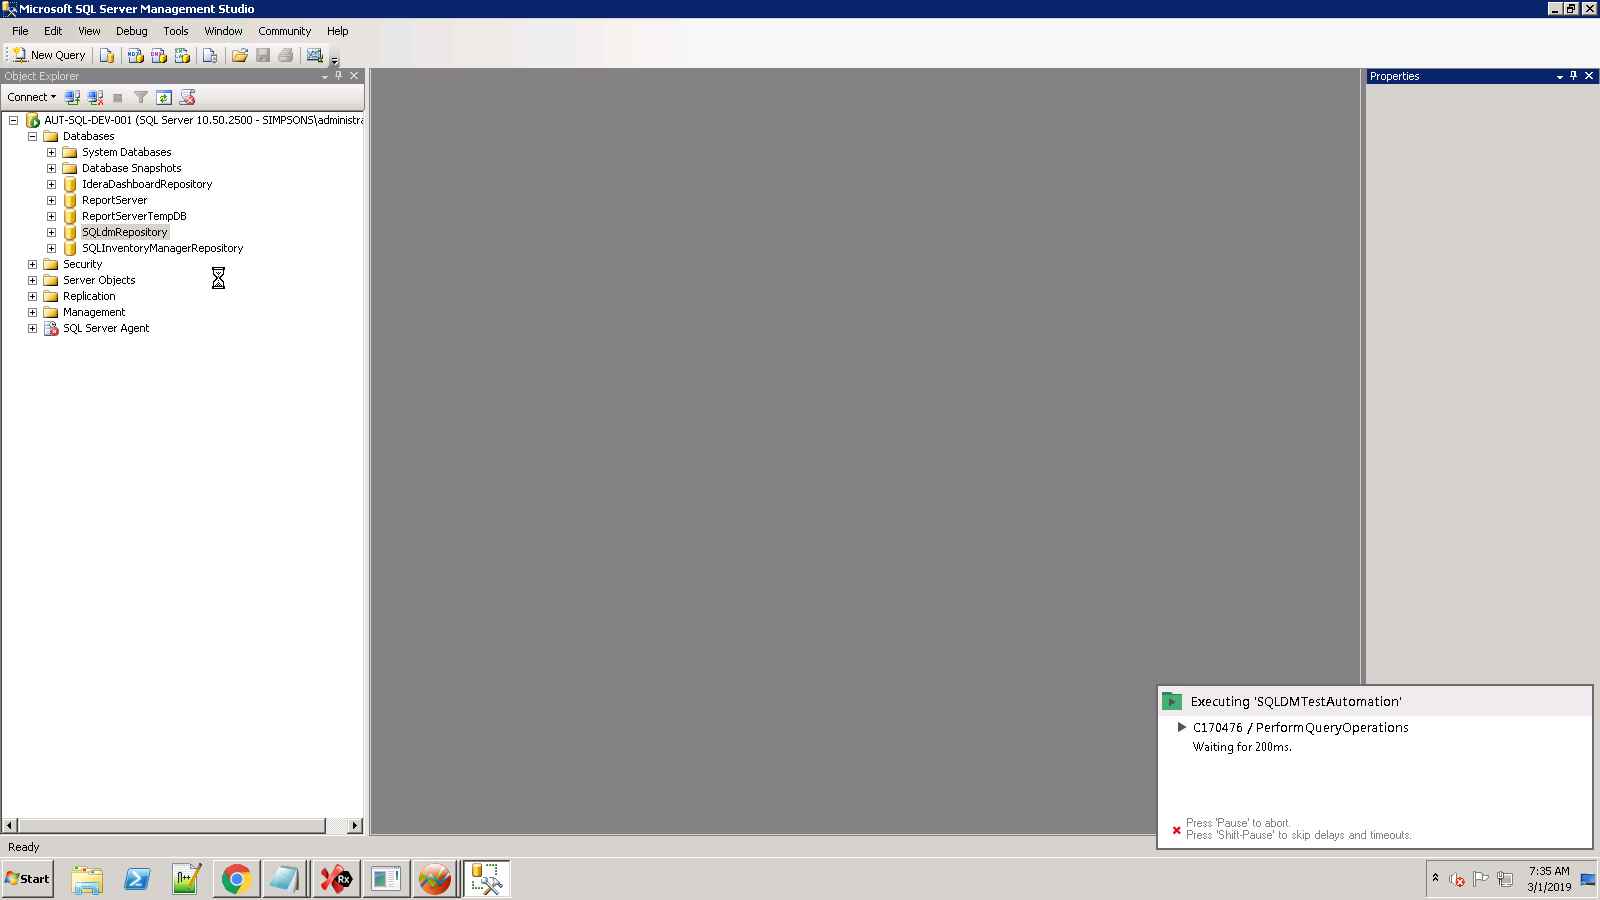 Microsoft SQL Server Management Studio
File Edit View Debug Tools Window Community Help
New Query
Object Explorer
Properties
Connect
AUT-SQL-DEV-001 (SQL Server 10.50.2500 - SIMPSONS\administra
Databases
System Databases
Database Snapshots
IderaDashboardRepository
ReportServer
ReportServerTempDB
SQLdmRepository
SQLInventoryManagerRepository
Security
Server Objects
Replication
Management
SQL Server Agent
Executing 'SQLDMTestAutomation'
C170476 / PerformQueryOperations
Waiting for 200ms.
Press 'Pause' to abort.
Press 'Shift-Pause' to skip delays and timeouts.
Ready
Start
7:35 AM
3/1/2019